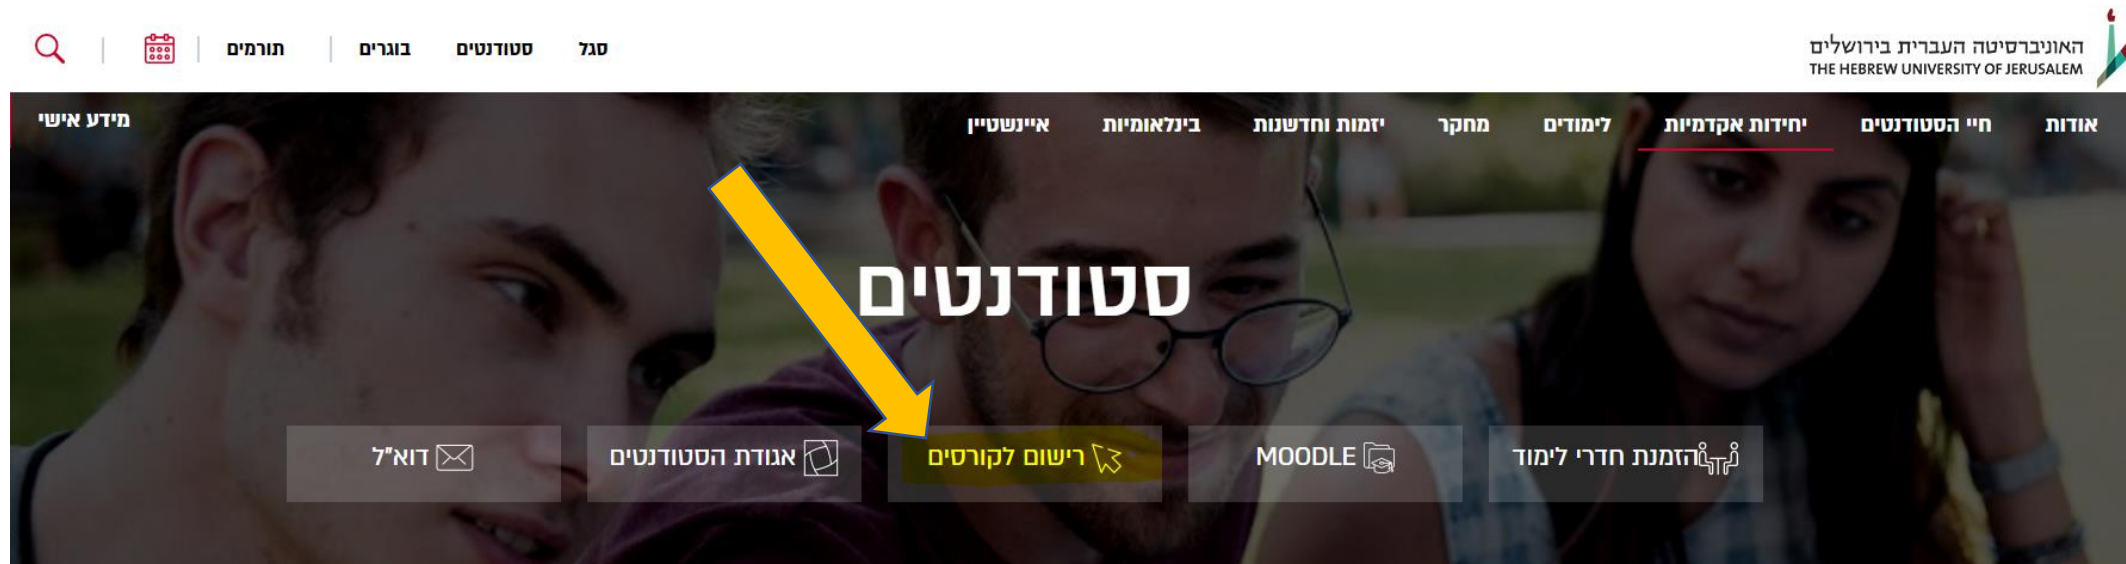 האוניברסיטה העברית בירושלים
THE HEBREW UNIVERSITY OF JERUSALEM
סגל סטודנטים בוגרים תורמים
אודות חיי הסטודנטים יחידות אקדמיות לימודים מחקר יזמות וחדשנות בינלאומיות איינשטיין מידע אישי
סטודנטים
הזמנת חדרי לימוד MOODLE רישום לקורסים אגודת הסטודנטים דוא"ל